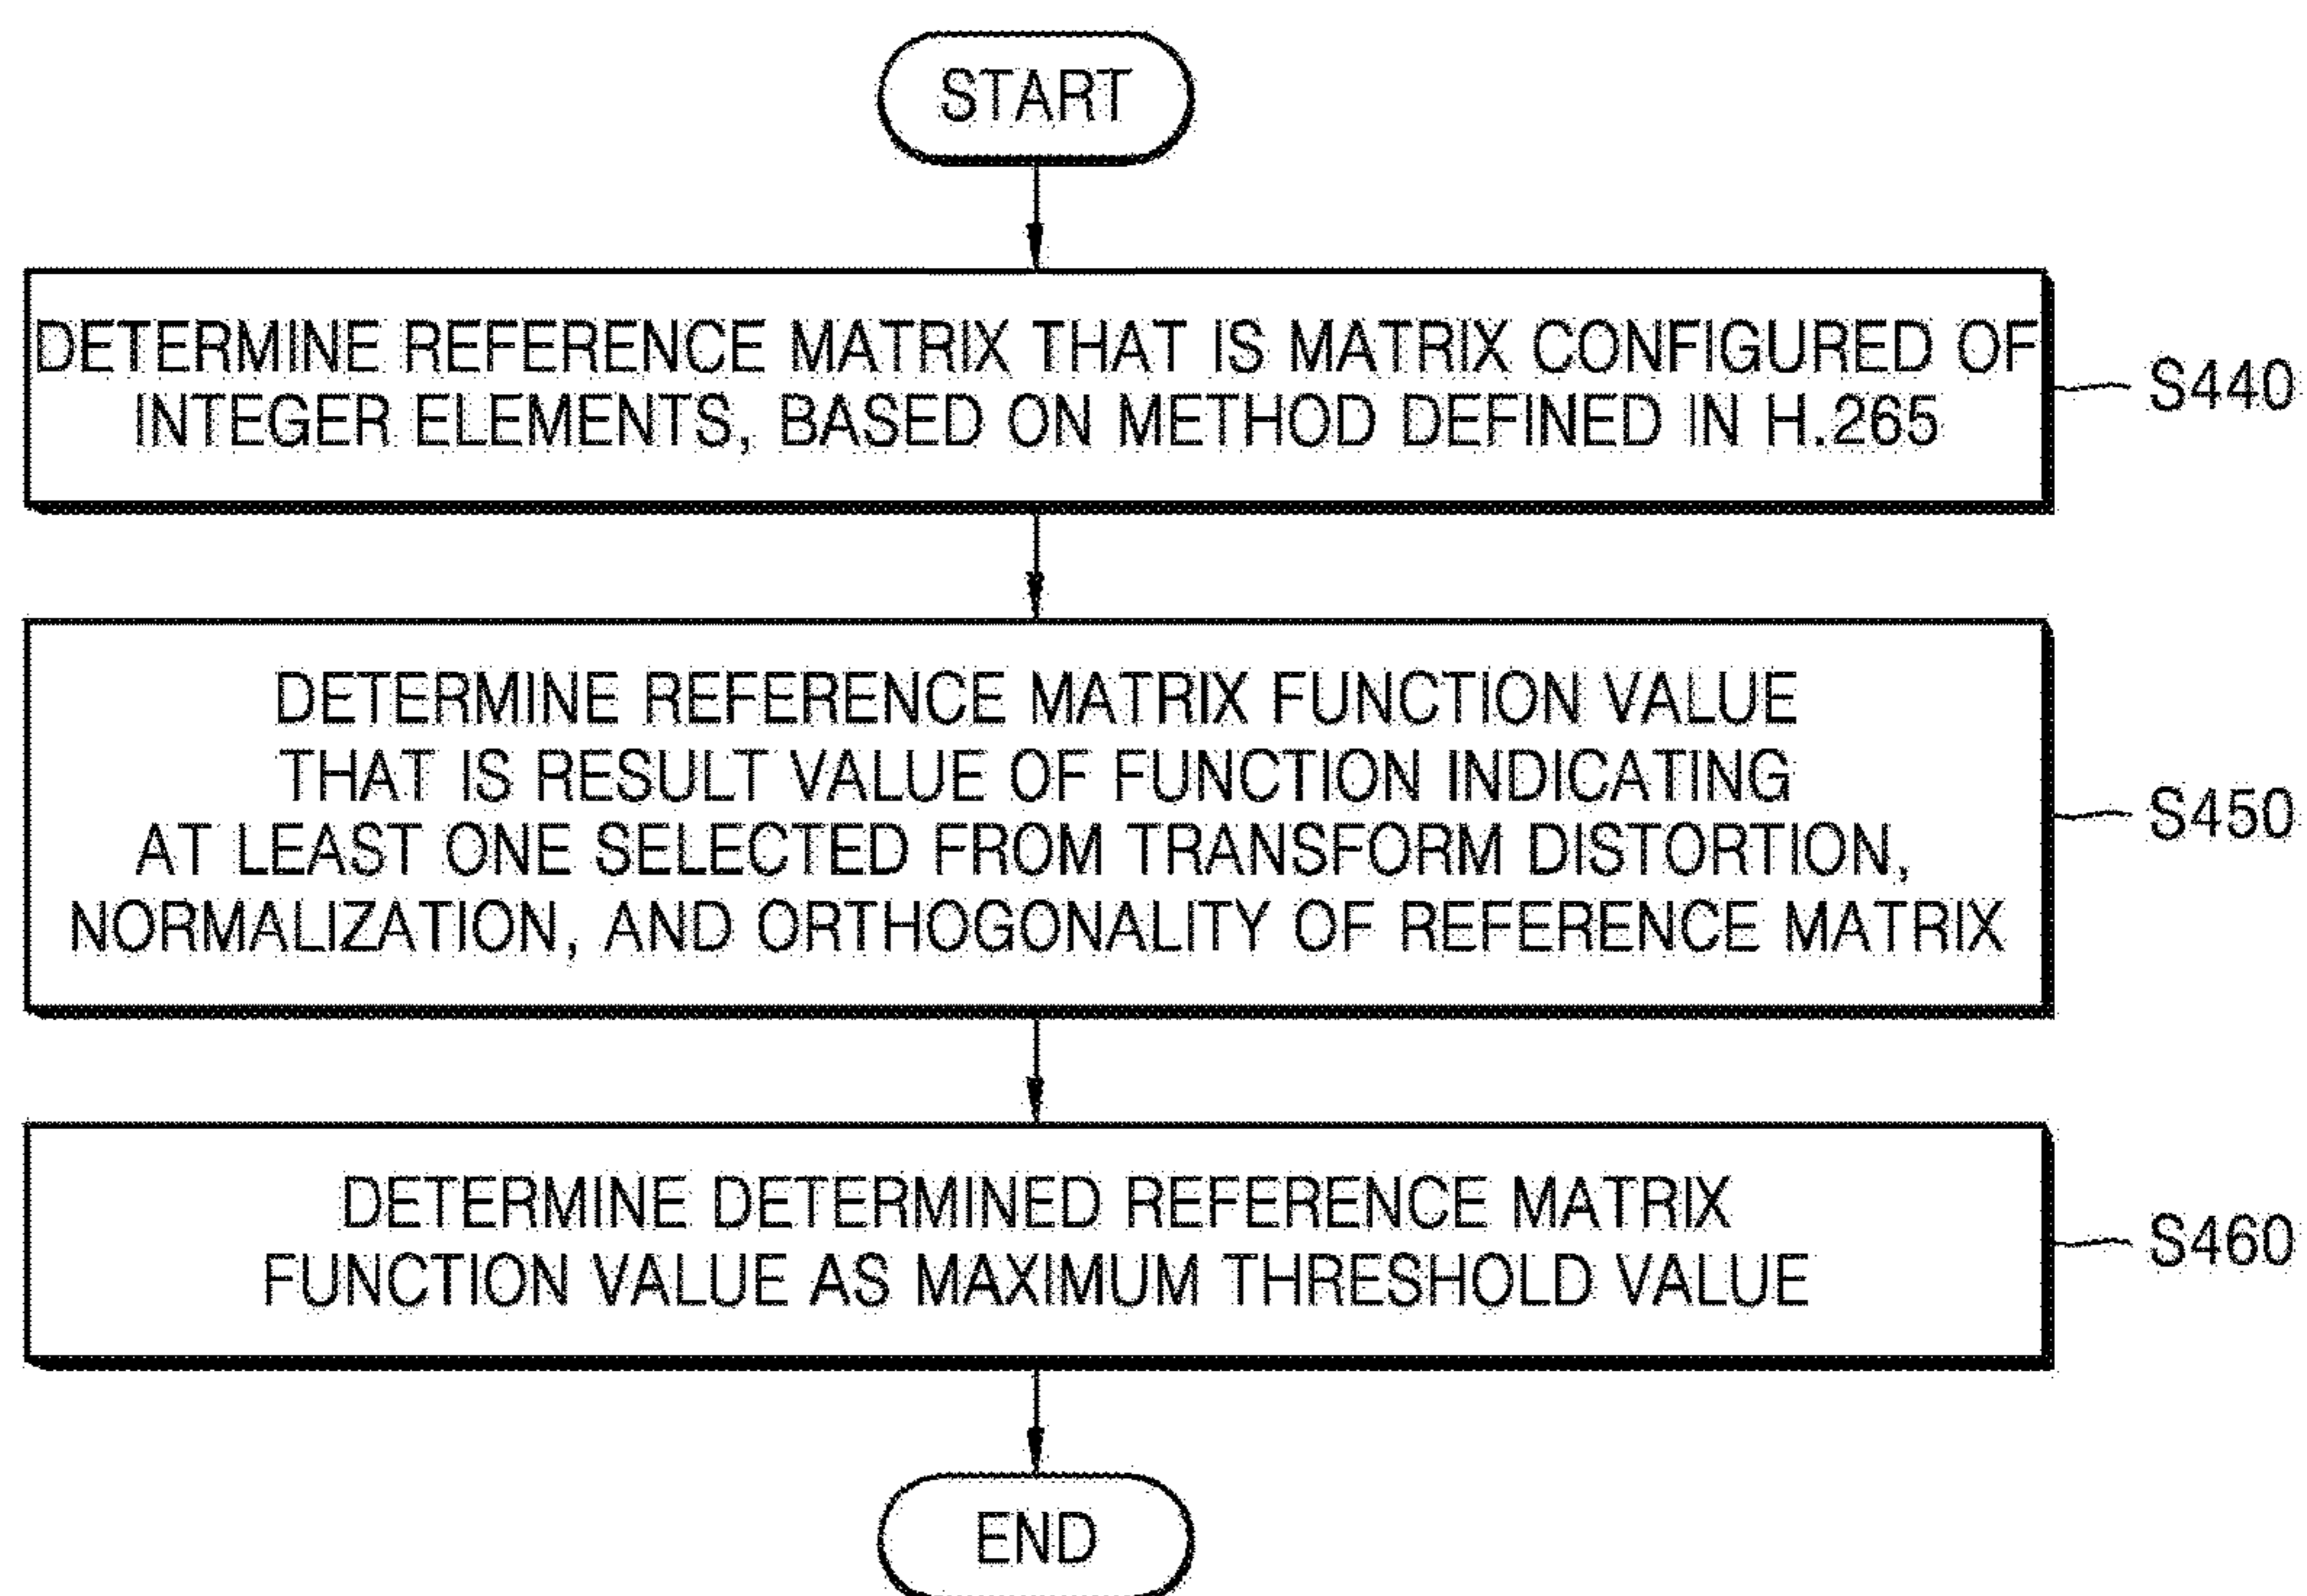 START
DETERMINE REFERENCE MATRIX THAT IS MATRIX CONFIGURED OF
INTEGER ELEMENTS, BASED ON METHOD DEFINED IN H.265
S440
DETERMINE REFERENCE MATRIX FUNCTION VALUE
THAT IS RESULT VALUE OF FUNCTION INDICATING
AT LEAST ONE SELECTED FROM TRANSFORM DISTORTION,
NORMALIZATION, AND ORTHOGONALITY OF REFERENCE MATRIX
S450
DETERMINE DETERMINED REFERENCE MATRIX
FUNCTION VALUE AS MAXIMUM THRESHOLD VALUE
S460
END